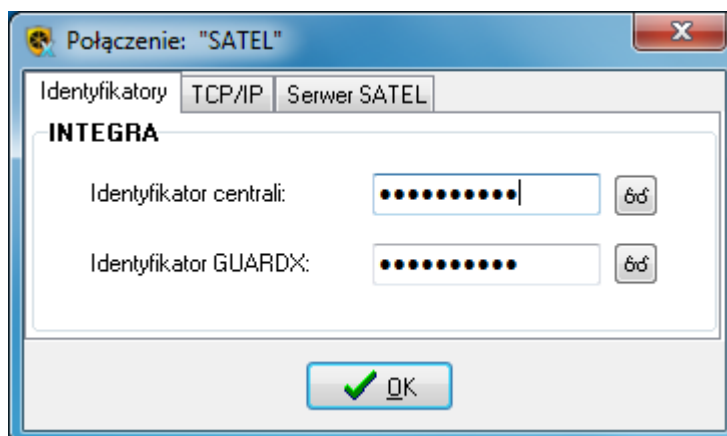 Połączenie: "SATEL"
Identyfikatory TCP/IP Serwer SATEL
INTEGRA
Identyfikator centrali: ●●●●●●●●●●
Identyfikator GUARDX: ●●●●●●●●●●
OK